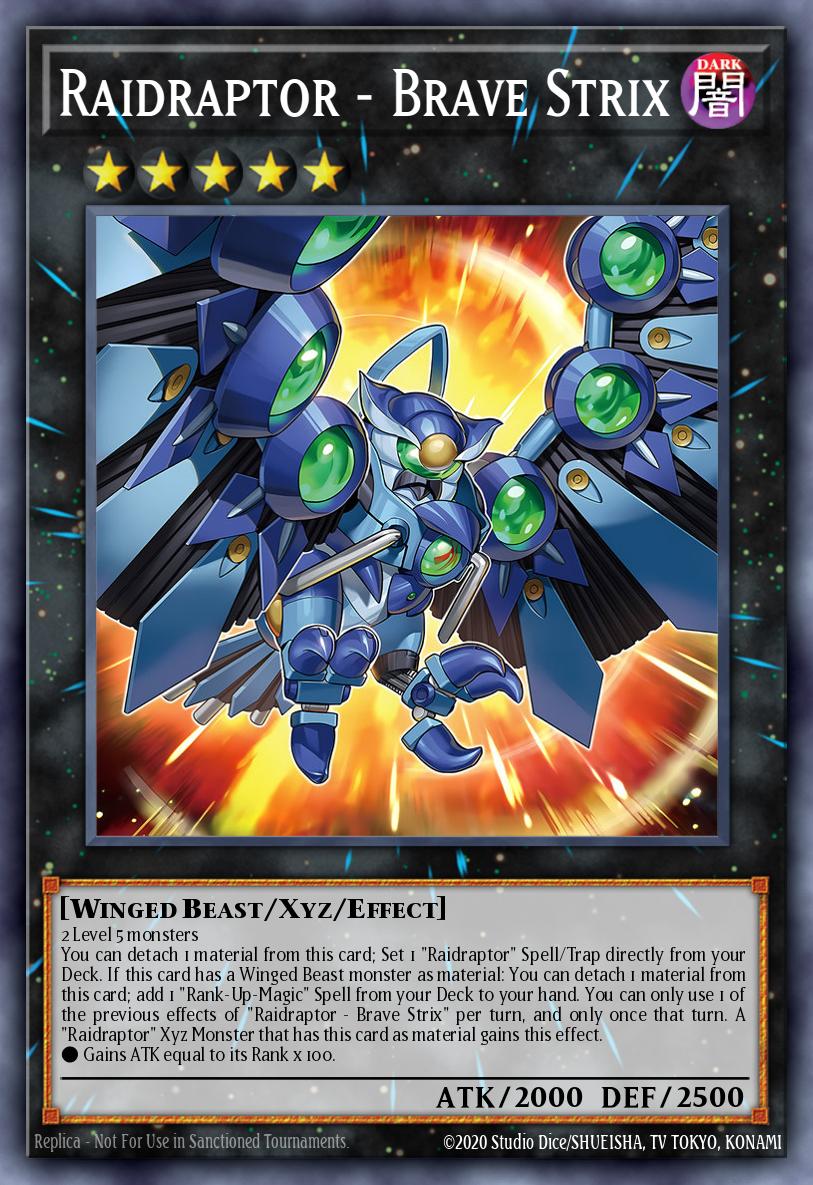 Raidraptor - Brave Strix
DARK
闇
[Winged Beast/Xyz/Effect]
2 Level 5 monsters
You can detach 1 material from this card; Set 1 "Raidraptor" Spell/Trap directly from your
Deck. If this card has a Winged Beast monster as material: You can detach 1 material from
this card; add 1 "Rank-Up-Magic" Spell from your Deck to your hand. You can only use 1 of
the previous effects of "Raidraptor - Brave Strix" per turn, and only once that turn. A
"Raidraptor" Xyz Monster that has this card as material gains this effect.
● Gains ATK equal to its Rank x 100.
ATK/2000 DEF/2500
Replica - Not For Use in Sanctioned Tournaments.
©2020 Studio Dice/SHUEISHA, TV TOKYO, KONAMI